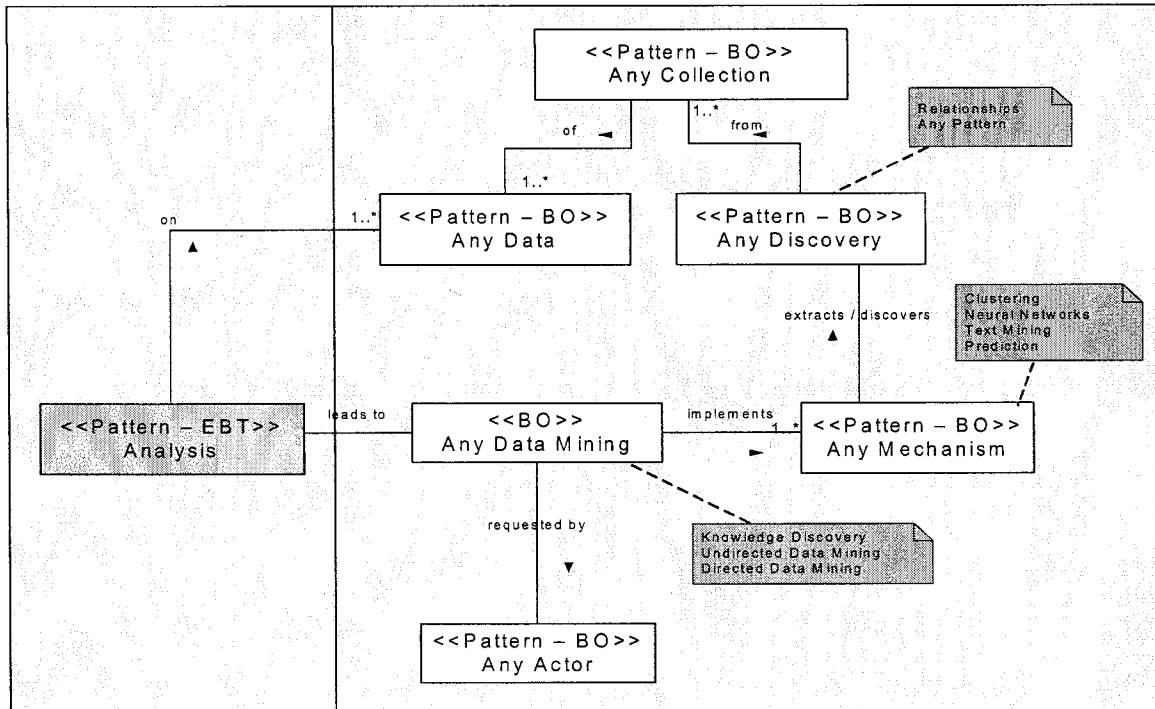 <<Pattern – BO>>
Any Collection
1..*
of
from
Relationships
Any Pattern
1..*
<<Pattern – BO>>
Any Data
<<Pattern – BO>>
Any Discovery
on
1..*
extracts / discovers
Clustering
Neural Networks
Text Mining
Prediction
<<Pattern – EBT>>
Analysis
leads to
<<BO>>
Any Data Mining
implements
1..*
<<Pattern – BO>>
Any Mechanism
requested by
Knowledge Discovery
Undirected Data Mining
Directed Data Mining
<<Pattern – BO>>
Any Actor